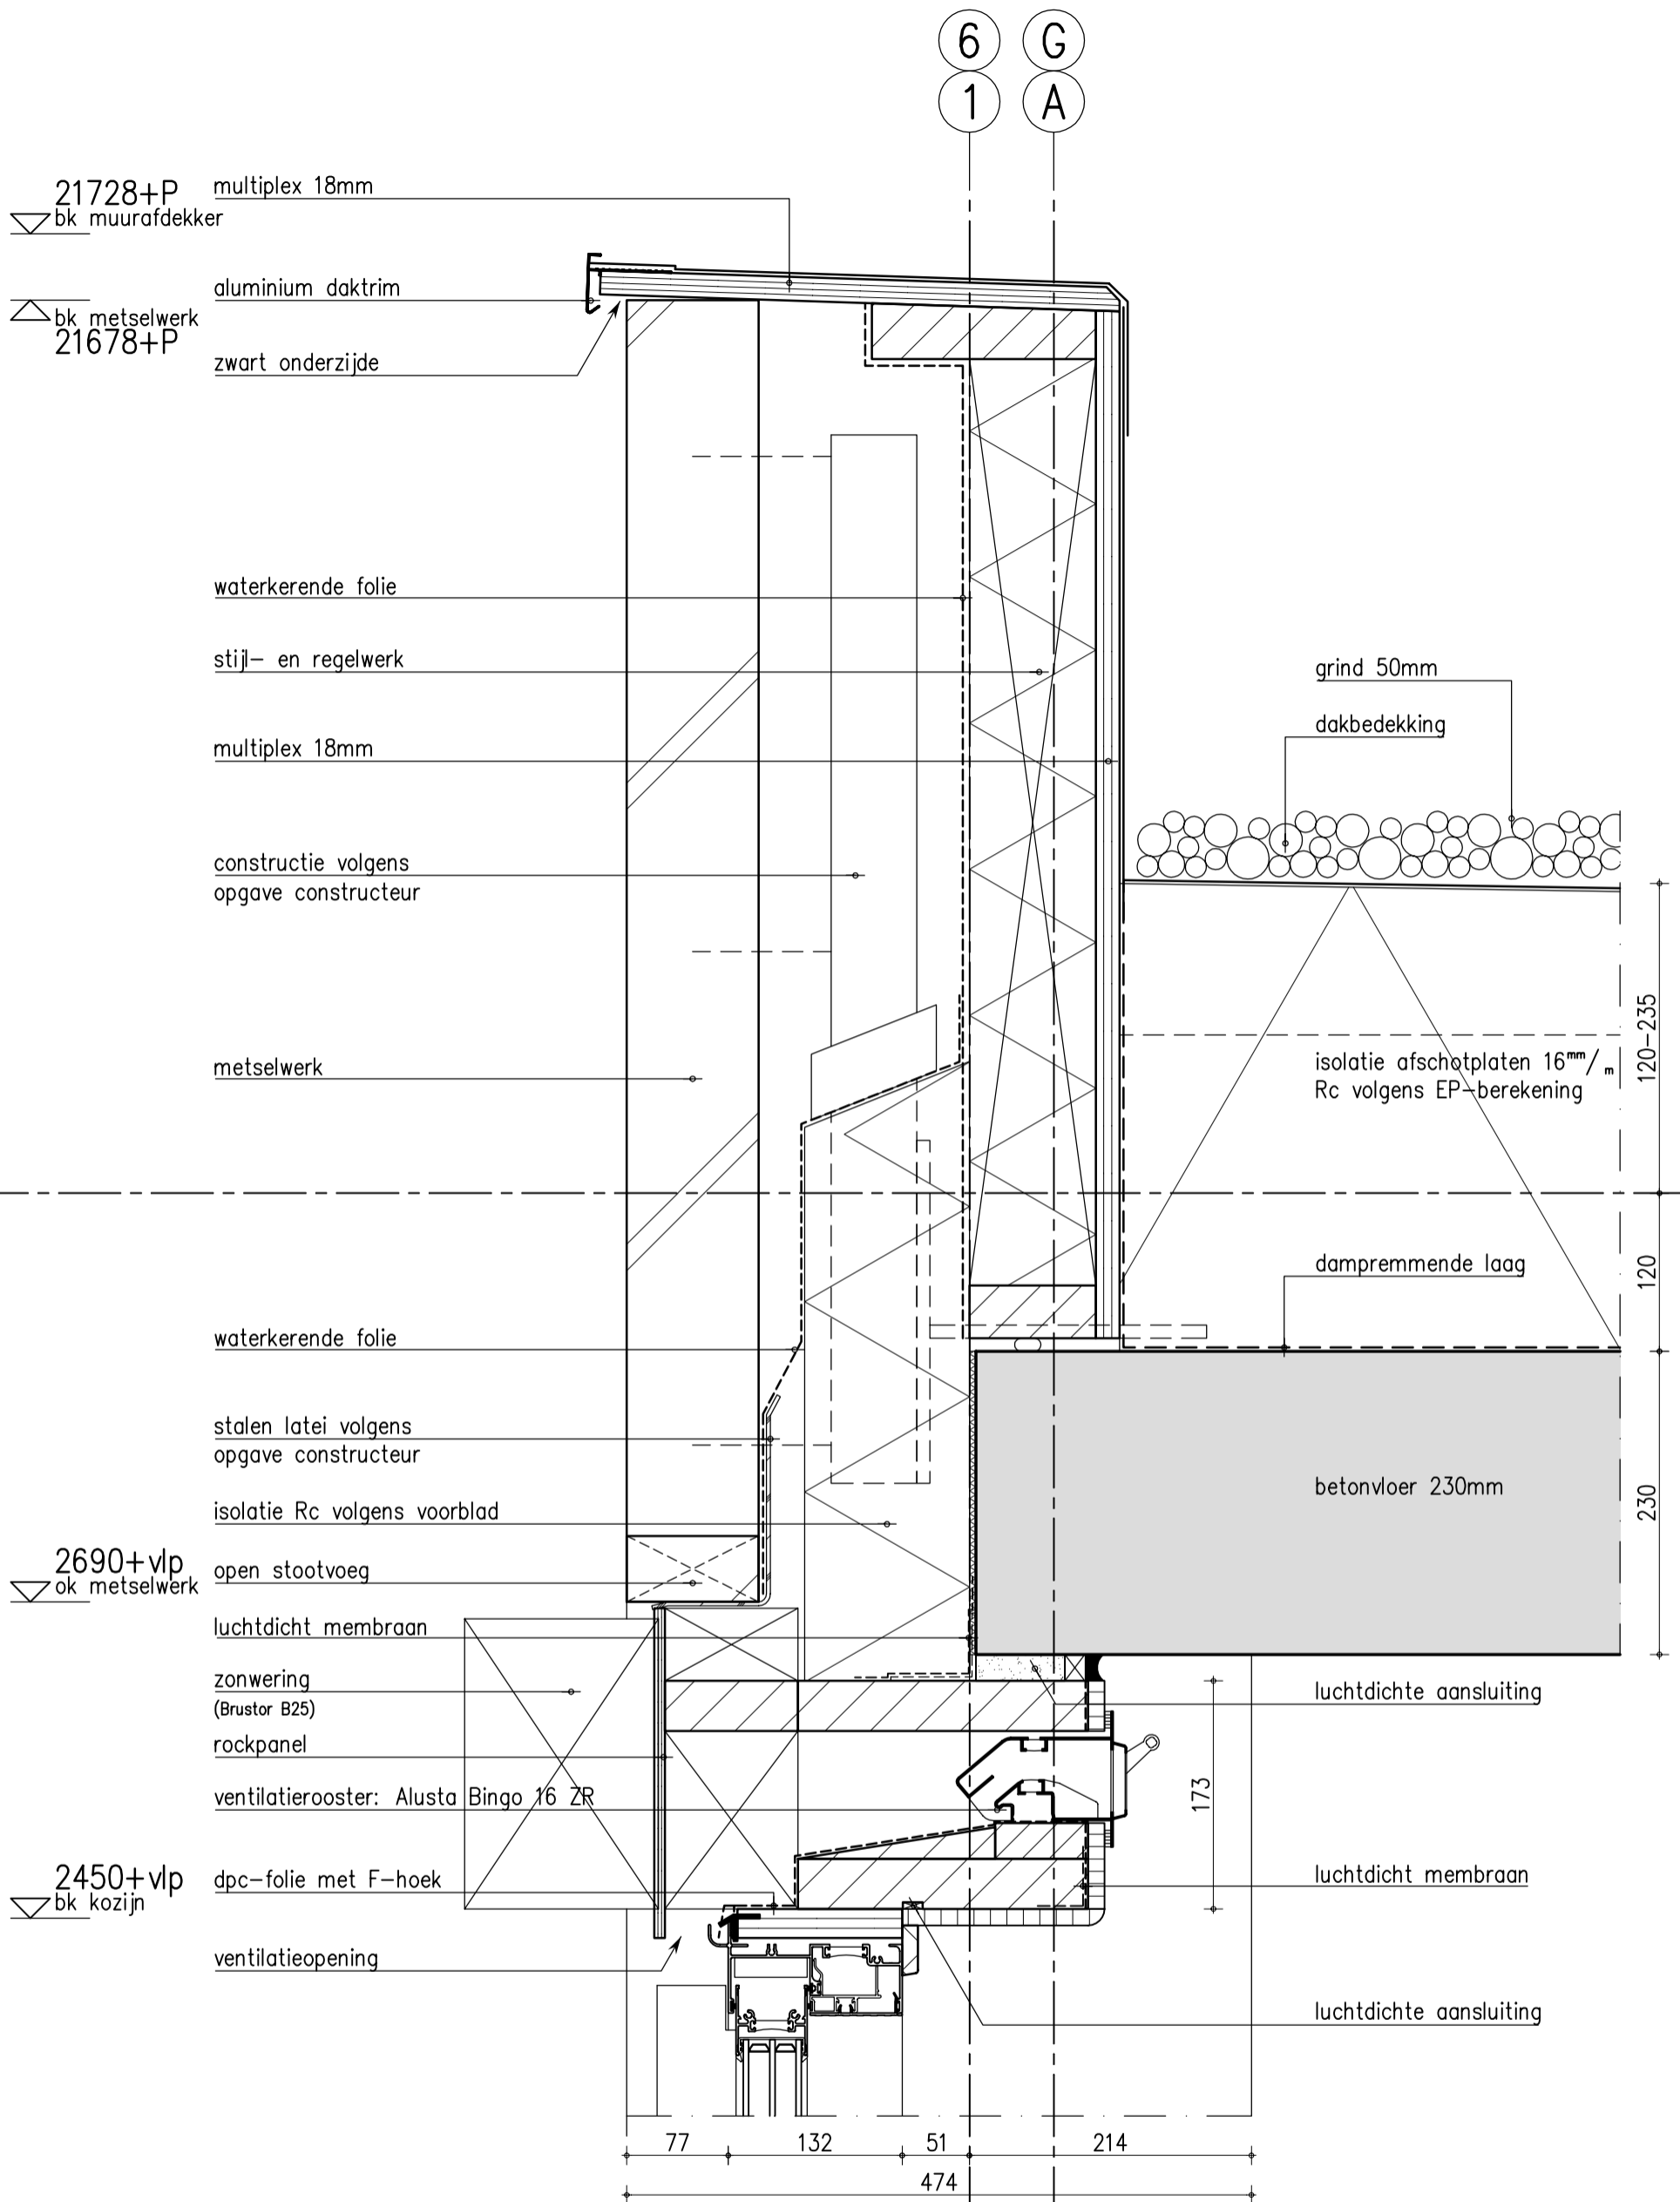 6 G
1 A
21728+P
bk muurafdekker
multiplex 18mm
aluminium daktrim
bk metselwerk
21678+P
zwart onderzijde
waterkerende folie
stijl- en regelwerk
multiplex 18mm
constructie volgens
opgave constructeur
metselwerk
waterkerende folie
stalen latei volgens
opgave constructeur
isolatie Rc volgens voorblad
2690+vlp
ok metselwerk
open stootvoeg
luchtdicht membraan
zonwering
(Brustor B25)
rockpanel
ventilatierooster: Alusta Bingo 16 ZR
2450+vlp
bk kozijn
dpc-folie met F-hoek
ventilatieopening
grind 50mm
dakbedekking
isolatie afschotplaten 16mm/m
Rc volgens EP-berekening
dampremmende laag
betonvloer 230mm
luchtdichte aansluiting
luchtdicht membraan
luchtdichte aansluiting
120-235
120
230
173
77 132 51 214
474